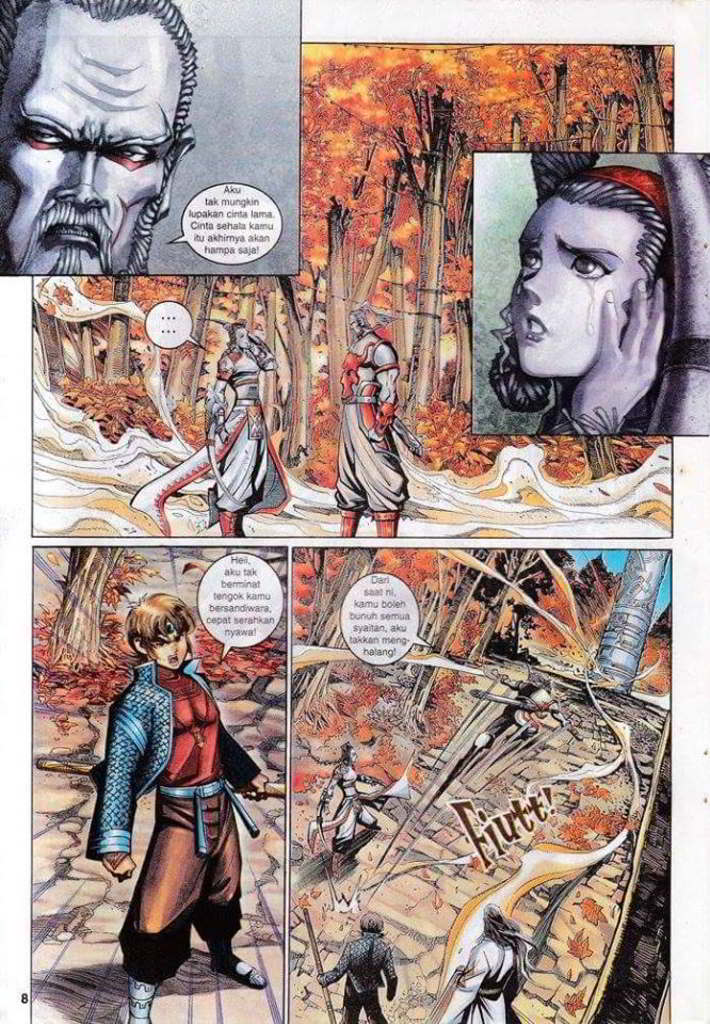 Aku
tak mungkin
lupakan cinta lama.
Cinta sehala kamu
itu akhirnya akan
hampa saja!
...
...
Heii,
aku tak
berminat
tengok kamu
bersandiwara,
cepat serahkan
nyawa!
Dari
saat ni,
kamu boleh
bunuh semua
syaitan, aku
takkan meng-
halang!
Fiutt!
8